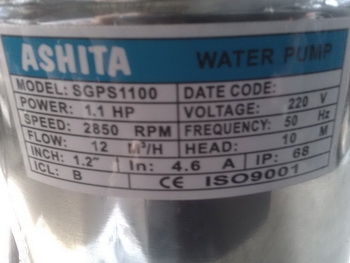 ASHITA WATER PUMP
MODEL: SGPS1100 DATE CODE:
POWER: 1.1 HP VOLTAGE: 220 V
SPEED: 2850 RPM FREQUENCY: 50 Hz
FLOW: 12 M³/H HEAD: 10 M
INCH: 1.2" In: 4.6 A IP: 68
ICL: B CE ISO9001